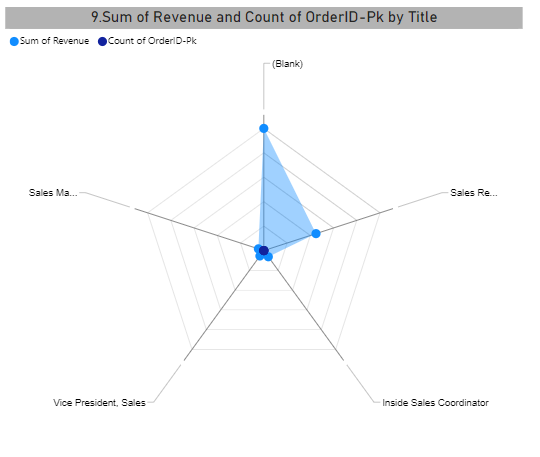 9.Sum of Revenue and Count of OrderID-Pk by Title
Sum of Revenue Count of OrderID-Pk
(Blank)
Sales Ma... Sales Re...
Vice President, Sales Inside Sales Coordinator